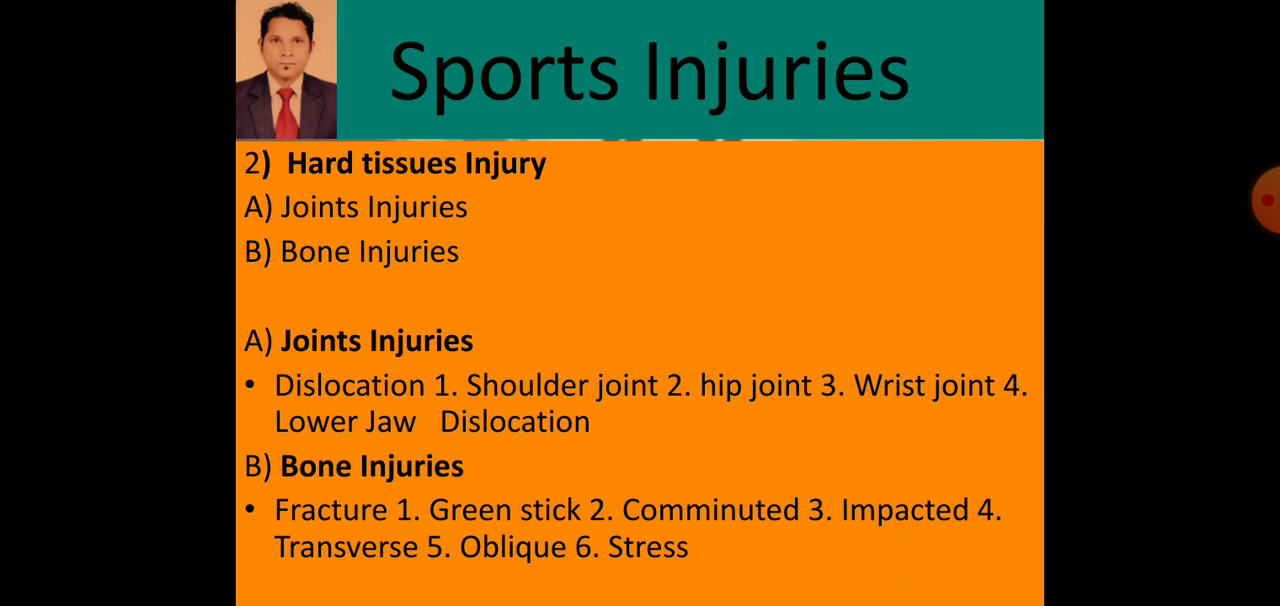 Sports Injuries
2) Hard tissues Injury
A) Joints Injuries
B) Bone Injuries
A) Joints Injuries
• Dislocation 1. Shoulder joint 2. hip joint 3. Wrist joint 4.
Lower Jaw Dislocation
B) Bone Injuries
• Fracture 1. Green stick 2. Comminuted 3. Impacted 4.
Transverse 5. Oblique 6. Stress